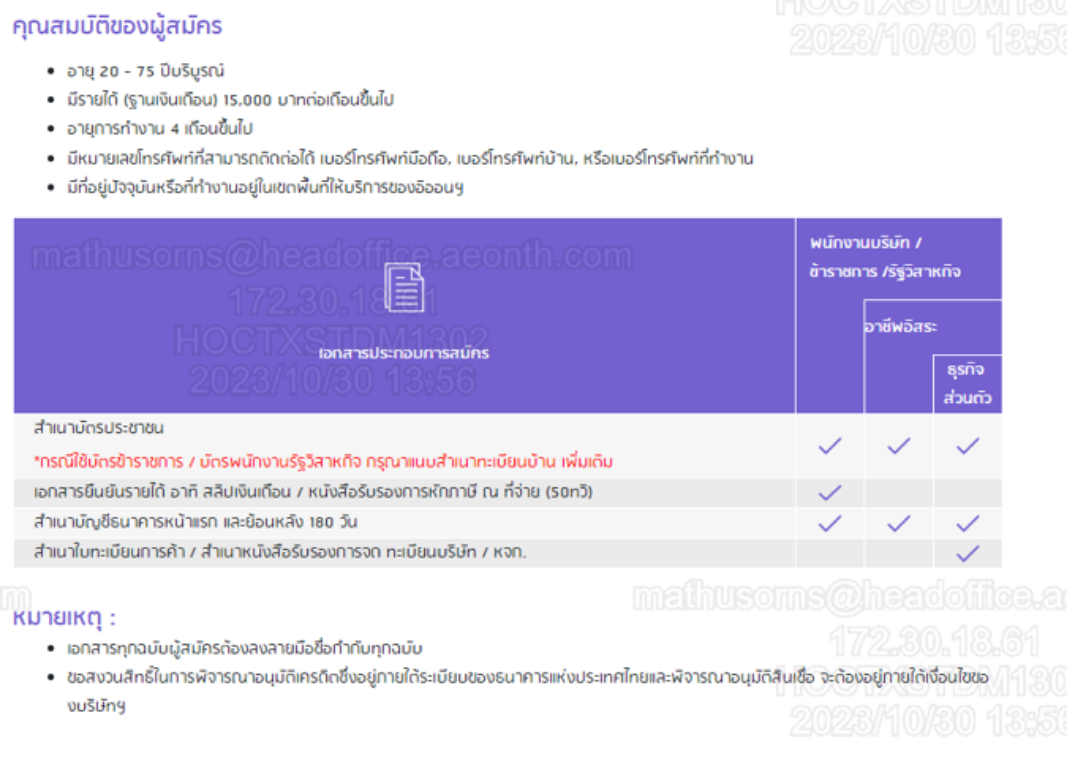 HOCTXSTDM130
2023/10/30 13:56
คุณสมบัติของผู้สมัคร
อายุ 20 - 75 ปีบริบูรณ์
มีรายได้ (ฐานเงินเดือน) 15,000 บาทต่อเดือนขึ้นไป
อายุการทำงาน 4 เดือนขึ้นไป
มีหมายเลขโทรศัพท์ที่สามารถติดต่อได้ เบอร์โทรศัพท์มือถือ, เบอร์โทรศัพท์บ้าน, หรือเบอร์โทรศัพท์ที่ทำงาน
มีที่อยู่ปัจจุบันหรือที่ทำงานอยู่ในเขตพื้นที่ให้บริการของอิออนฯ
mathusorns@headoffice.aeonth.com
172.30.18.61
HOCTXSTDM1302
2023/10/30 13:56
เอกสารประกอบการสมัคร
พนักงานบริษัท /
ข้าราชการ /รัฐวิสาหกิจ
อาชีพอิสระ
ธุรกิจ
ส่วนตัว
สำเนาบัตรประชาชน
*กรณีใช้บัตรข้าราชการ / บัตรพนักงานรัฐวิสาหกิจ กรุณาแนบสำเนาทะเบียนบ้าน เพิ่มเติม
เอกสารยืนยันรายได้ อาทิ สลิปเงินเดือน / หนังสือรับรองการหักภาษี ณ ที่จ่าย (50ทวิ)
สำเนาบัญชีธนาคารหน้าแรก และย้อนหลัง 180 วัน
สำเนาใบทะเบียนการค้า / สำเนาหนังสือรับรองการจด ทะเบียนบริษัท / หจก.
m
mathusorns@headoffice.a
172.30.18.61
HOCTXSTDM130
2023/10/30 13:56
หมายเหตุ :
เอกสารทุกฉบับผู้สมัครต้องลงลายมือชื่อกำกับทุกฉบับ
ขอสงวนสิทธิ์ในการพิจารณาอนุมัติเครดิตซึ่งอยู่ภายใต้ระเบียบของธนาคารแห่งประเทศไทยและพิจารณาอนุมัติสินเชื่อ จะต้องอยู่ภายใต้เงื่อนไขขอ
งบริษัทฯ